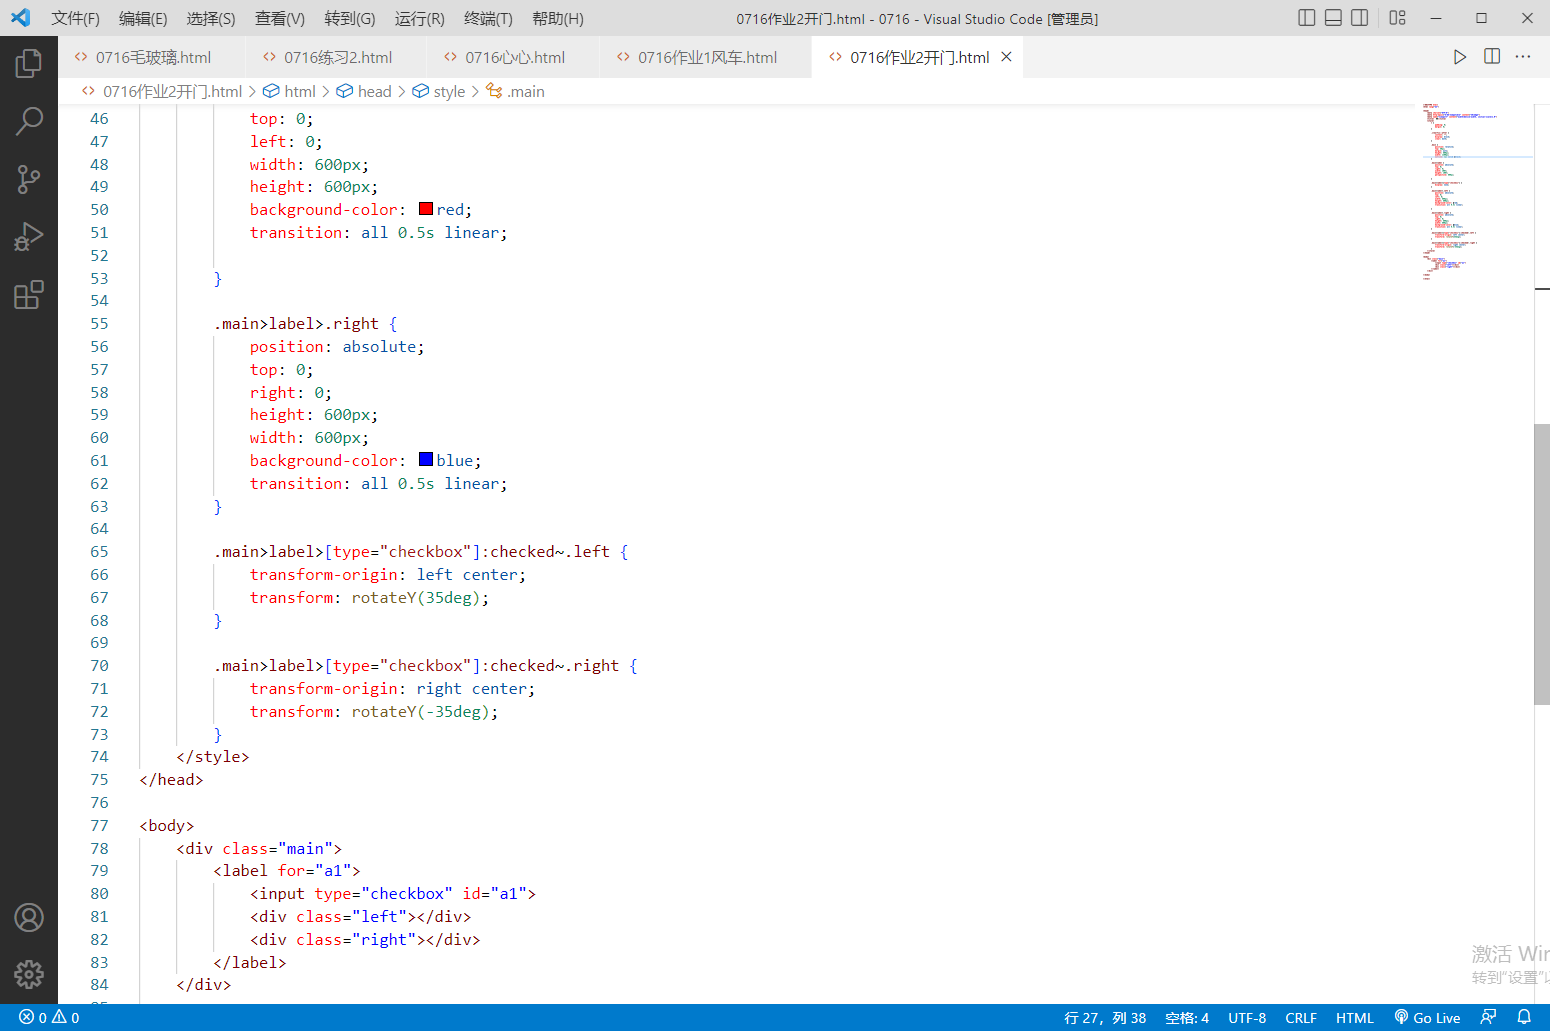 文件(F) 编辑(E) 选择(S) 查看(V) 转到(G) 运行(R) 终端(T) 帮助(H) 0716作业2开门.html - 0716 - Visual Studio Code [管理员]
<> 0716毛玻璃.html <> 0716练习2.html <> 0716心心.html <> 0716作业1风车.html <> 0716作业2开门.html
<> 0716作业2开门.html > html > head > style > .main
46 top: 0;
47 left: 0;
48 width: 600px;
49 height: 600px;
50 background-color: red;
51 transition: all 0.5s linear;
52
53 }
54
55 .main>label>.right {
56 position: absolute;
57 top: 0;
58 right: 0;
59 height: 600px;
60 width: 600px;
61 background-color: blue;
62 transition: all 0.5s linear;
63 }
64
65 .main>label>[type="checkbox"]:checked~.left {
66 transform-origin: left center;
67 transform: rotateY(35deg);
68 }
69
70 .main>label>[type="checkbox"]:checked~.right {
71 transform-origin: right center;
72 transform: rotateY(-35deg);
73 }
74 </style>
75 </head>
76
77 <body>
78 <div class="main">
79 <label for="a1">
80 <input type="checkbox" id="a1">
81 <div class="left"></div>
82 <div class="right"></div>
83 </label>
84 </div>
激活 Win
转到"设置"以
0 0 行 27，列 38 空格: 4 UTF-8 CRLF HTML Go Live